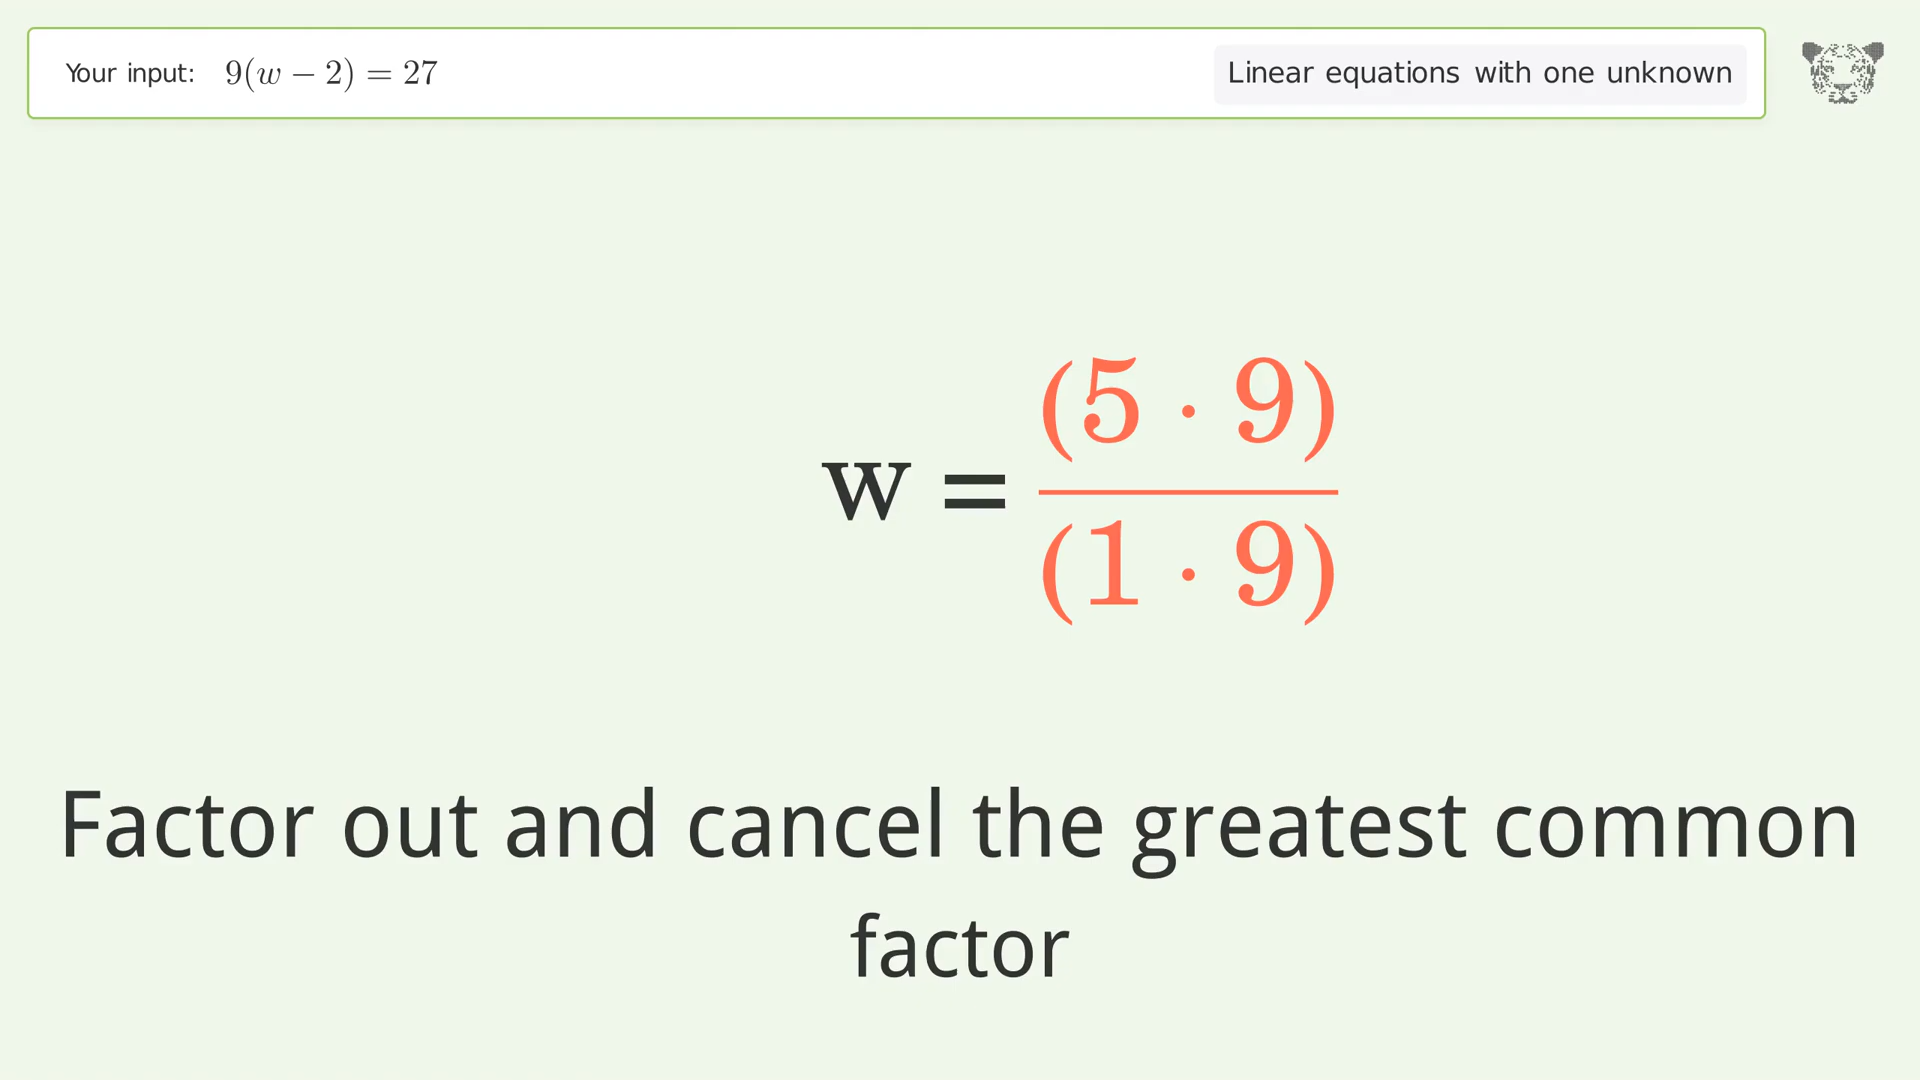 Your input: 9(w − 2) = 27
Linear equations with one unknown
w = (5 · 9) / (1 · 9)
Factor out and cancel the greatest common
factor